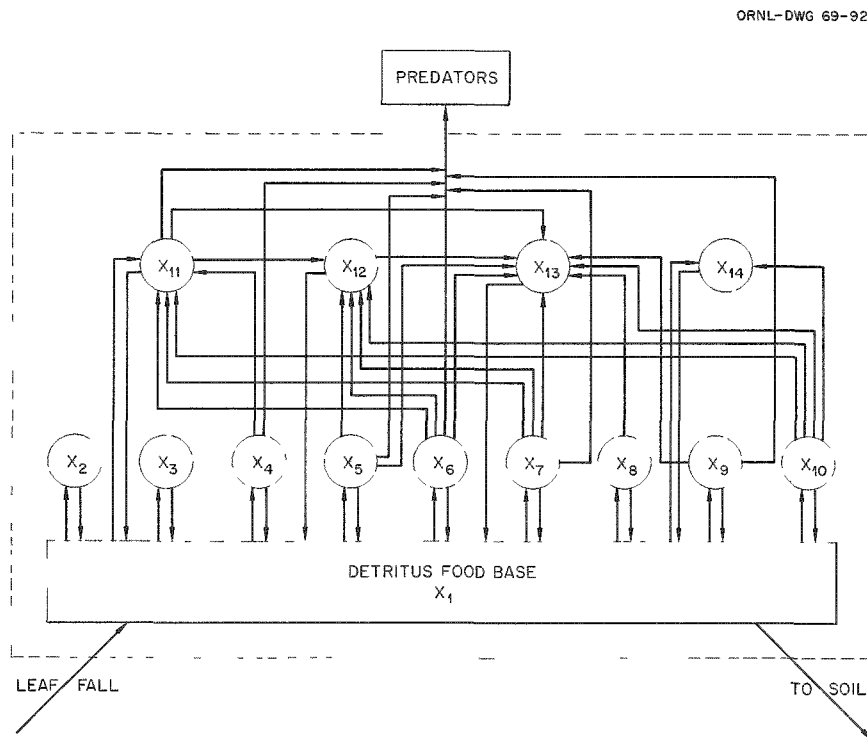 ORNL-DWG 69-92
PREDATORS
X11
X12
X13
X14
X2
X3
X4
X5
X6
X7
X8
X9
X10
DETRITUS FOOD BASE
X1
LEAF FALL
TO SOIL